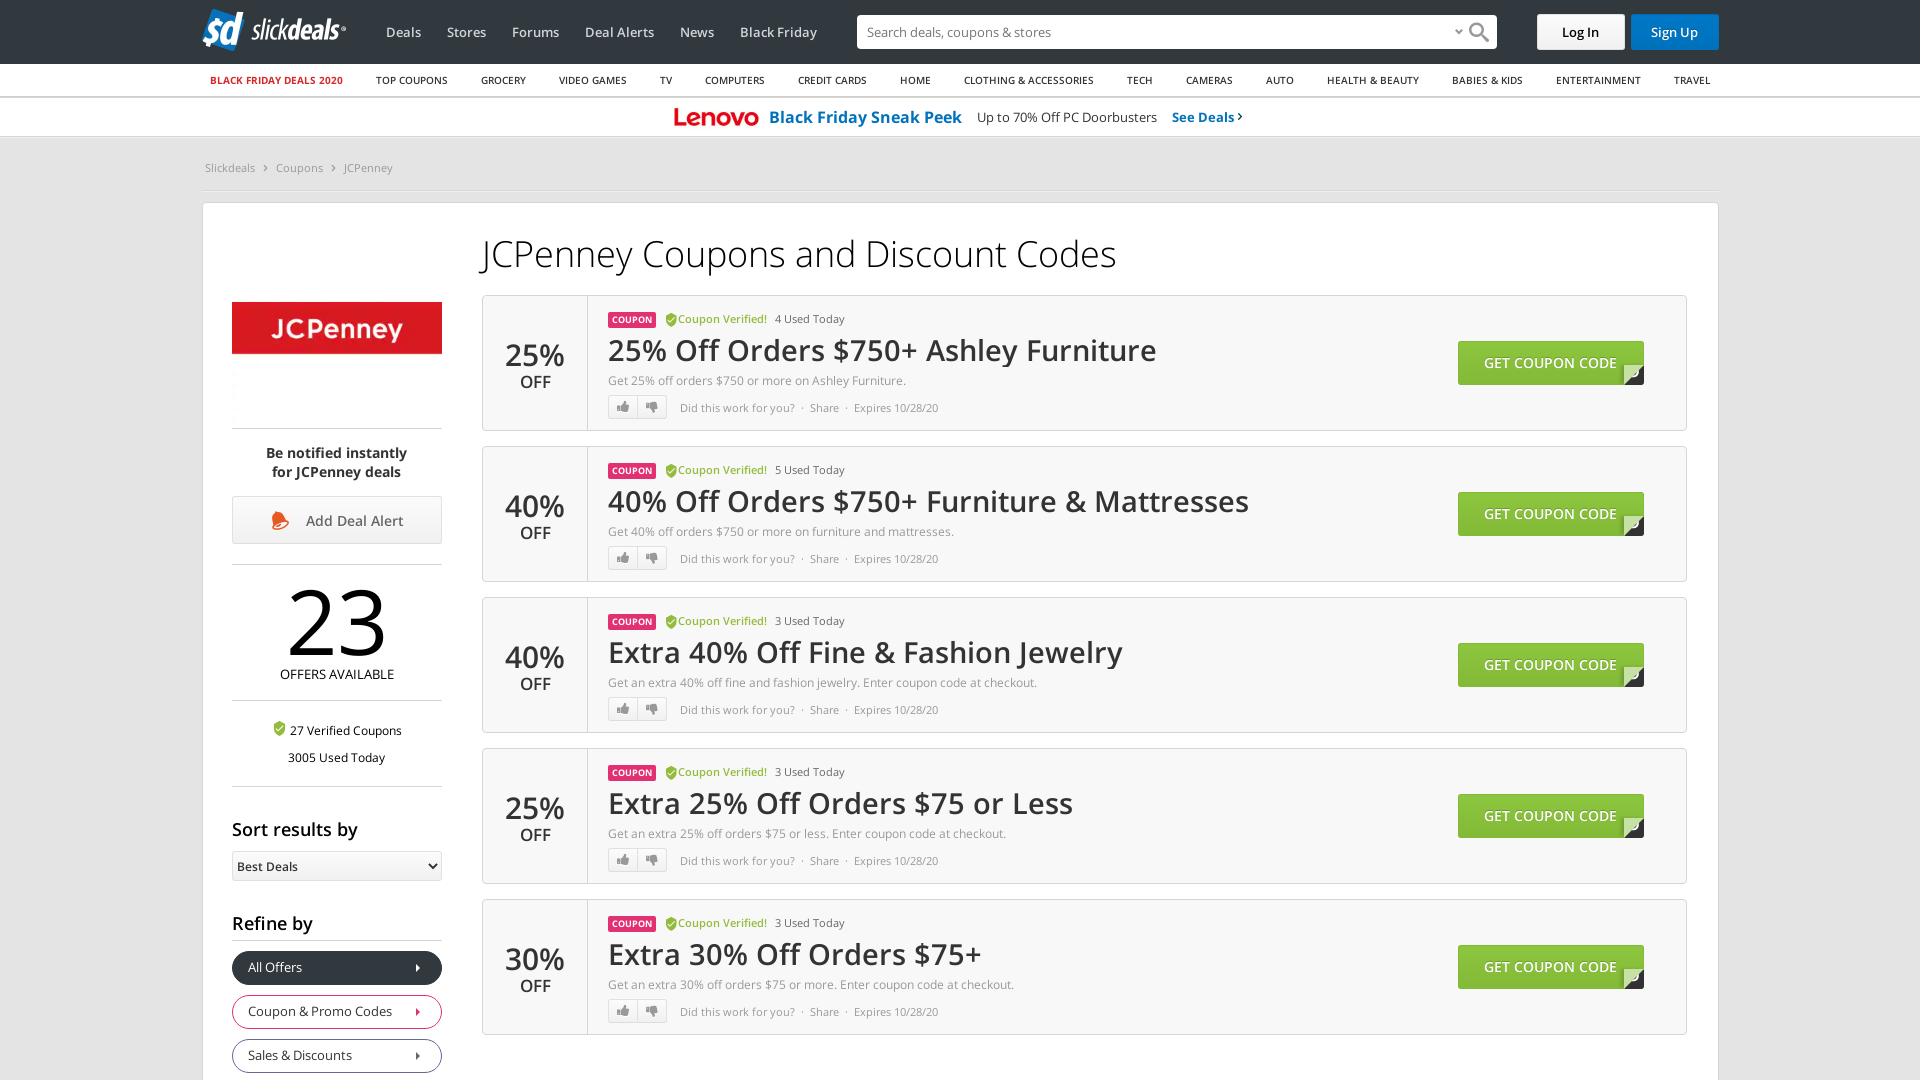 sd slickdeals
Deals Stores Forums Deal Alerts News Black Friday Search deals, coupons & stores Log In Sign Up
BLACK FRIDAY DEALS 2020 TOP COUPONS GROCERY VIDEO GAMES TV COMPUTERS CREDIT CARDS HOME CLOTHING & ACCESSORIES TECH CAMERAS AUTO HEALTH & BEAUTY BABIES & KIDS ENTERTAINMENT TRAVEL
Lenovo Black Friday Sneak Peek Up to 70% Off PC Doorbusters See Deals
Slickdeals > Coupons > JCPenney
JCPenney Coupons and Discount Codes
JCPenney
Be notified instantly
for JCPenney deals
Add Deal Alert
23
OFFERS AVAILABLE
27 Verified Coupons
3005 Used Today
Sort results by
Best Deals
Refine by
All Offers
Coupon & Promo Codes
Sales & Discounts
25%
OFF
COUPON Coupon Verified! 4 Used Today
25% Off Orders $750+ Ashley Furniture
Get 25% off orders $750 or more on Ashley Furniture.
Did this work for you? · Share · Expires 10/28/20
GET COUPON CODE
40%
OFF
COUPON Coupon Verified! 5 Used Today
40% Off Orders $750+ Furniture & Mattresses
Get 40% off orders $750 or more on furniture and mattresses.
Did this work for you? · Share · Expires 10/28/20
GET COUPON CODE
40%
OFF
COUPON Coupon Verified! 3 Used Today
Extra 40% Off Fine & Fashion Jewelry
Get an extra 40% off fine and fashion jewelry. Enter coupon code at checkout.
Did this work for you? · Share · Expires 10/28/20
GET COUPON CODE
25%
OFF
COUPON Coupon Verified! 3 Used Today
Extra 25% Off Orders $75 or Less
Get an extra 25% off orders $75 or less. Enter coupon code at checkout.
Did this work for you? · Share · Expires 10/28/20
GET COUPON CODE
30%
OFF
COUPON Coupon Verified! 3 Used Today
Extra 30% Off Orders $75+
Get an extra 30% off orders $75 or more. Enter coupon code at checkout.
Did this work for you? · Share · Expires 10/28/20
GET COUPON CODE